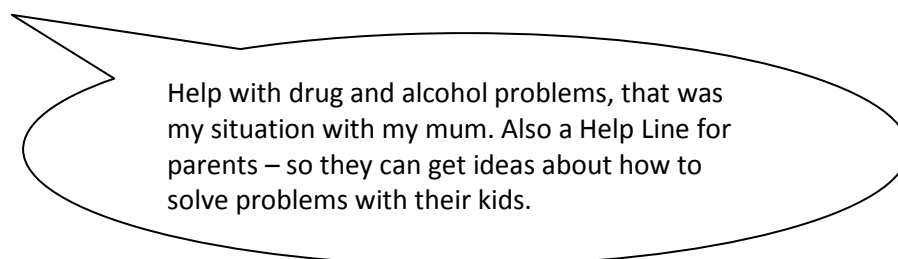 Help with drug and alcohol problems, that was
my situation with my mum. Also a Help Line for
parents – so they can get ideas about how to
solve problems with their kids.